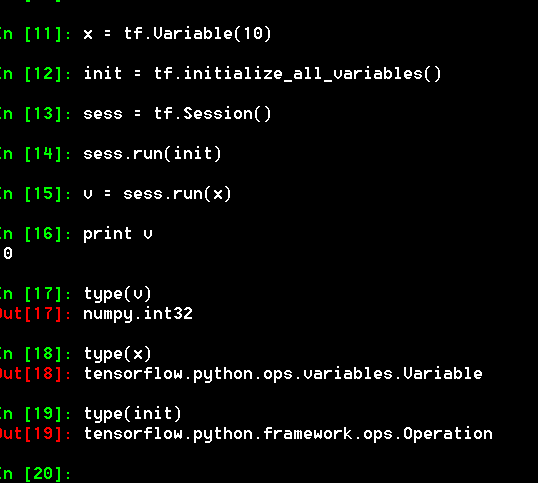 n [11]: x = tf.Variable(10)
n [12]: init = tf.initialize_all_variables()
n [13]: sess = tf.Session()
n [14]: sess.run(init)
n [15]: v = sess.run(x)
n [16]: print v
0
n [17]: type(v)
ut[17]: numpy.int32
n [18]: type(x)
ut[18]: tensorflow.python.ops.variables.Variable
n [19]: type(init)
ut[19]: tensorflow.python.framework.ops.Operation
n [20]: